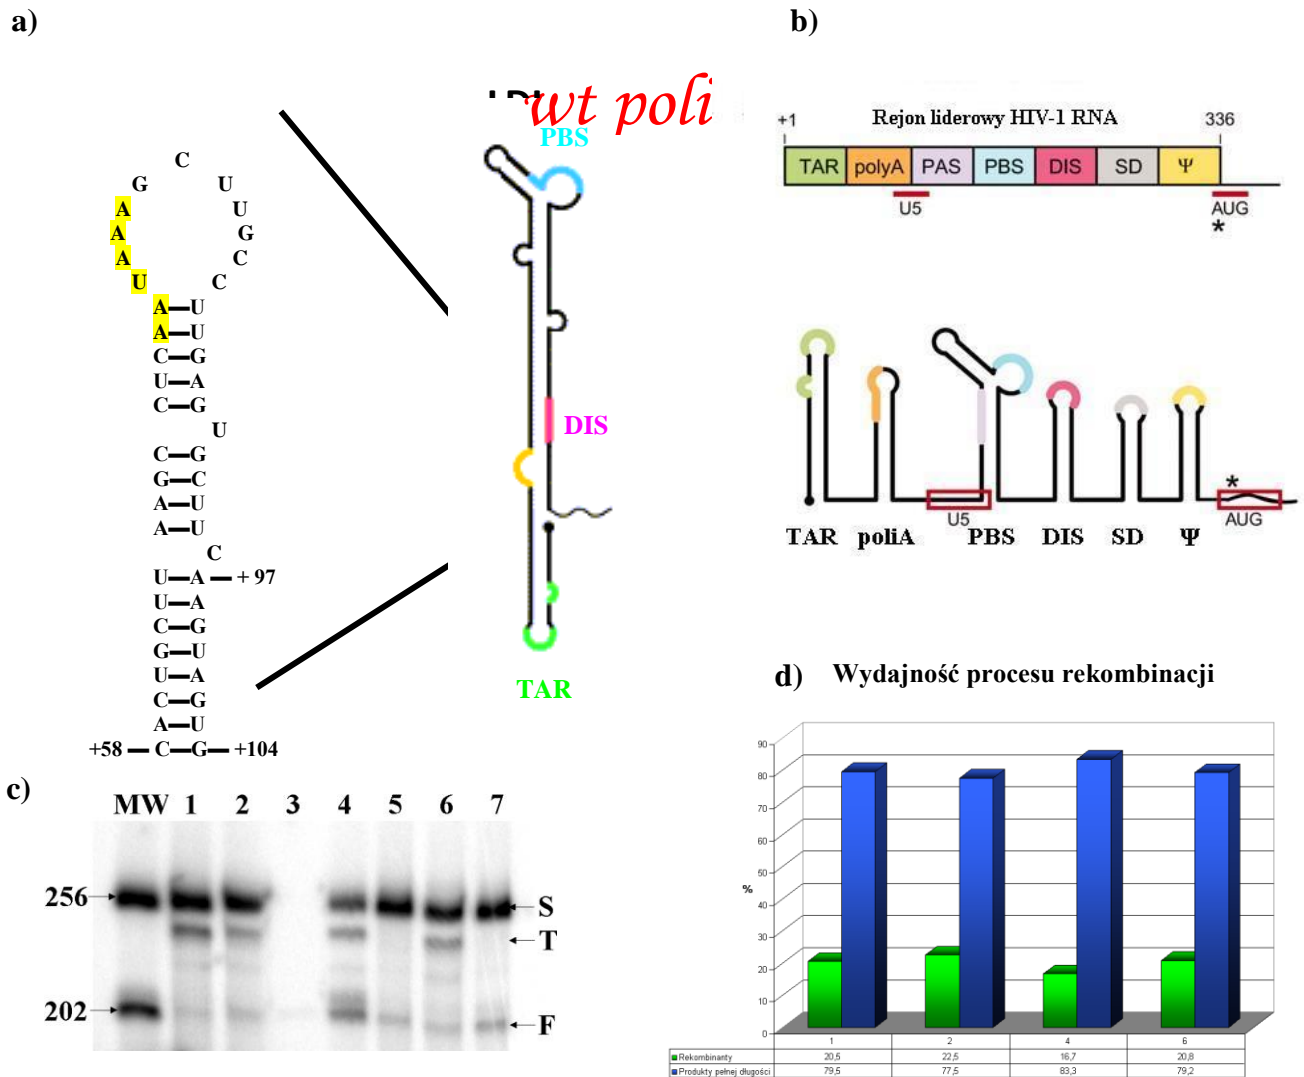 a)
b)
wt poli
PBS
Rejon liderowy HIV-1 RNA
+1
336
TAR polyA PAS PBS DIS SD Ψ
U5
AUG
*
C
G U
A U
A G
A C
U C
A U
A U
C G
U A
C G
U
C G
G C
A U
A U
C
U A + 97
U A
C G
G U
U A
C G
A U
+58 C G +104
DIS
TAR
*
U5
AUG
TAR poliA PBS DIS SD Ψ
c)
MW 1 2 3 4 5 6 7
256
S
T
202
F
d) Wydajność procesu rekombinacji
90
80
70
60
50
%
40
30
20
10
0
1 2 4 6
Rekombinanty 20,5 22,5 16,7 20,8
Produkty pełnej długości 79,5 77,5 83,3 79,2